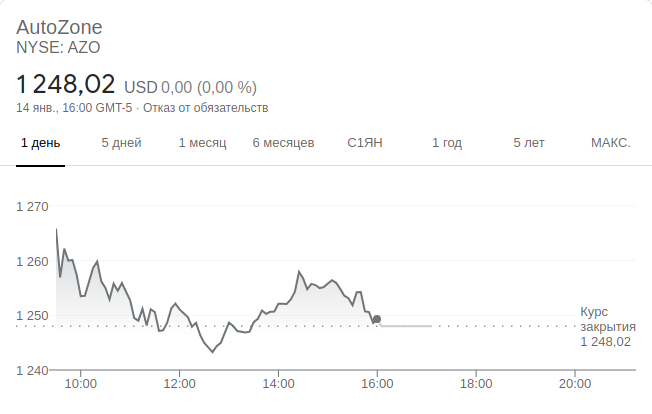 AutoZone
NYSE: AZO
1 248,02 USD 0,00 (0,00 %)
14 янв., 16:00 GMT-5 · Отказ от обязательств
1 день 5 дней 1 месяц 6 месяцев С1ЯН 1 год 5 лет МАКС.
1 270
1 260
1 250
Курс
закрытия
1 248,02
1 240
10:00 12:00 14:00 16:00 18:00 20:00